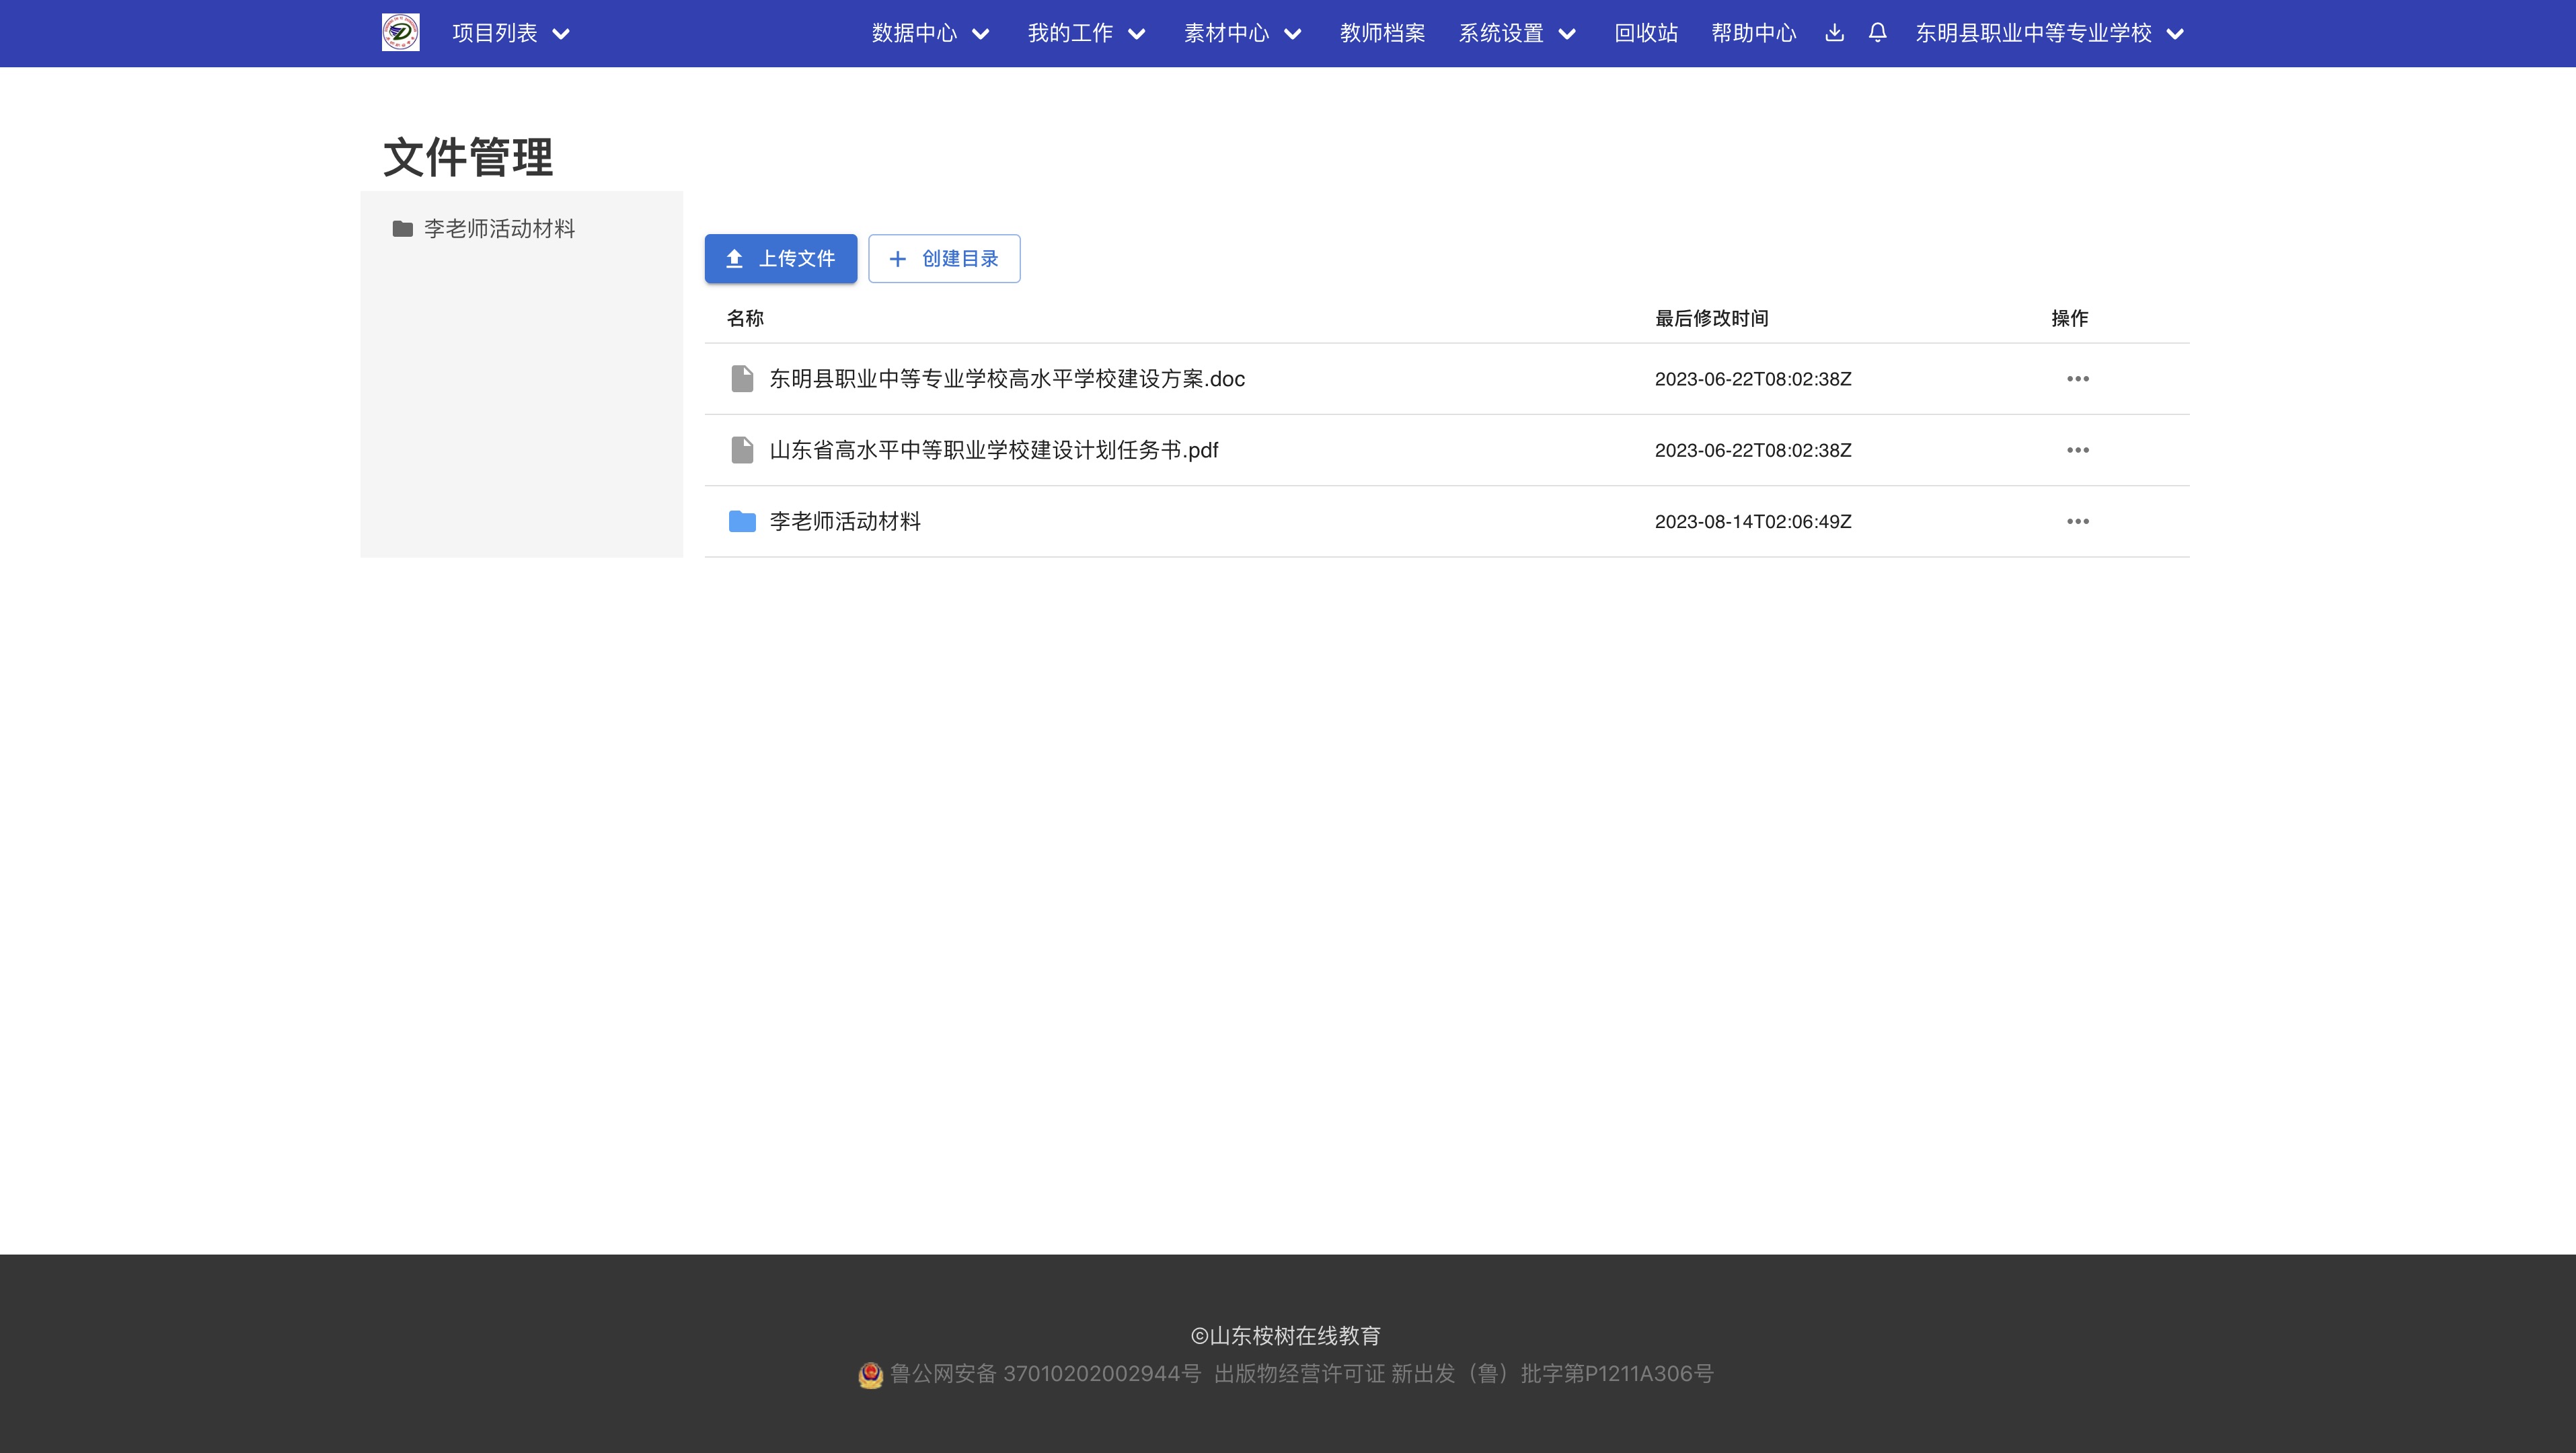 项目列表 数据中心 我的工作 素材中心 教师档案 系统设置 回收站 帮助中心 东明县职业中等专业学校
文件管理
李老师活动材料
上传文件 创建目录
名称 最后修改时间 操作
东明县职业中等专业学校高水平学校建设方案.doc 2023-06-22T08:02:38Z
山东省高水平中等职业学校建设计划任务书.pdf 2023-06-22T08:02:38Z
李老师活动材料 2023-08-14T02:06:49Z
©山东桉树在线教育
鲁公网安备 37010202002944号 出版物经营许可证 新出发（鲁）批字第P1211A306号